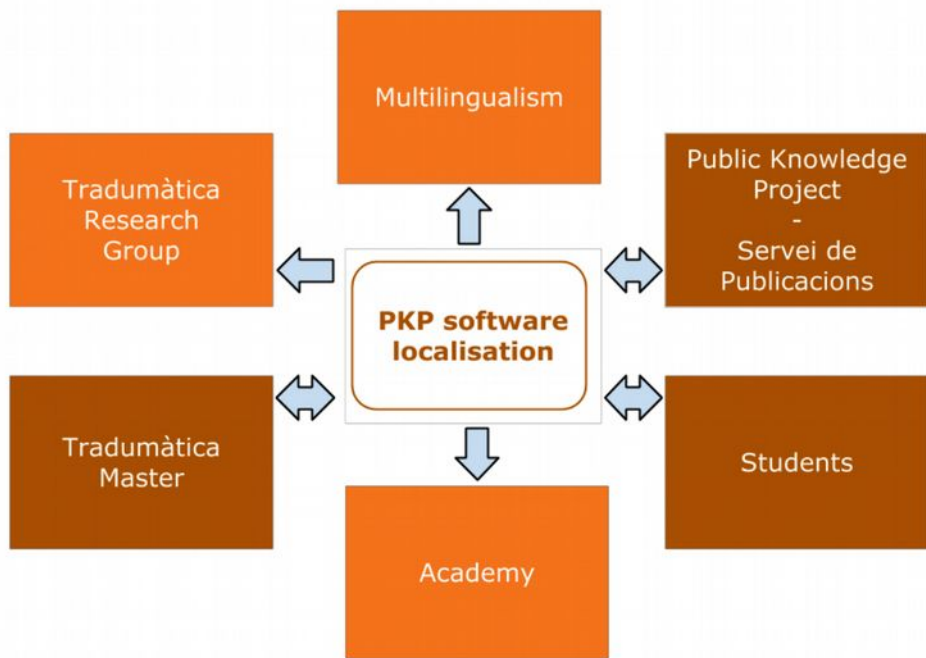 Multilingualism
Tradumàtica
Research
Group
Public Knowledge
Project
-
Servei de
Publicacions
PKP software
localisation
Tradumàtica
Master
Students
Academy